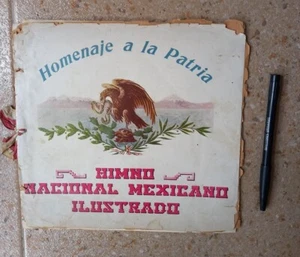 Homenaje a la Patria
HIMNO
NACIONAL MEXICANO
ILUSTRADO